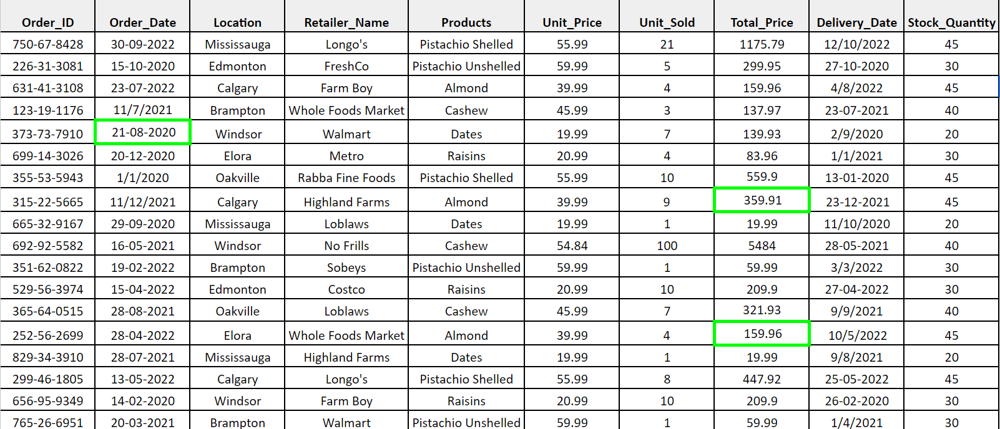 Order_ID Order_Date Location Retailer_Name Products Unit_Price Unit_Sold Total_Price Delivery_Date Stock_Quantity
750-67-8428 30-09-2022 Mississauga Longo's Pistachio Shelled 55.99 21 1175.79 12/10/2022 45
226-31-3081 15-10-2020 Edmonton FreshCo Pistachio Unshelled 59.99 5 299.95 27-10-2020 30
631-41-3108 23-07-2022 Calgary Farm Boy Almond 39.99 4 159.96 4/8/2022 45
123-19-1176 11/7/2021 Brampton Whole Foods Market Cashew 45.99 3 137.97 23-07-2021 40
373-73-7910 21-08-2020 Windsor Walmart Dates 19.99 7 139.93 2/9/2020 20
699-14-3026 20-12-2020 Elora Metro Raisins 20.99 4 83.96 1/1/2021 30
355-53-5943 1/1/2020 Oakville Rabba Fine Foods Pistachio Shelled 55.99 10 559.9 13-01-2020 45
315-22-5665 11/12/2021 Calgary Highland Farms Almond 39.99 9 359.91 23-12-2021 45
665-32-9167 29-09-2020 Mississauga Loblaws Dates 19.99 1 19.99 11/10/2020 20
692-92-5582 16-05-2021 Windsor No Frills Cashew 54.84 100 5484 28-05-2021 40
351-62-0822 19-02-2022 Brampton Sobeys Pistachio Unshelled 59.99 1 59.99 3/3/2022 30
529-56-3974 15-04-2022 Edmonton Costco Raisins 20.99 10 209.9 27-04-2022 30
365-64-0515 28-08-2021 Oakville Loblaws Cashew 45.99 7 321.93 9/9/2021 40
252-56-2699 28-04-2022 Elora Whole Foods Market Almond 39.99 4 159.96 10/5/2022 45
829-34-3910 28-07-2021 Mississauga Highland Farms Dates 19.99 1 19.99 9/8/2021 20
299-46-1805 13-05-2022 Calgary Longo's Pistachio Shelled 55.99 8 447.92 25-05-2022 45
656-95-9349 14-02-2020 Windsor Farm Boy Raisins 20.99 10 209.9 26-02-2020 30
765-26-6951 20-03-2021 Brampton Walmart Pistachio Unshelled 59.99 1 59.99 1/4/2021 30